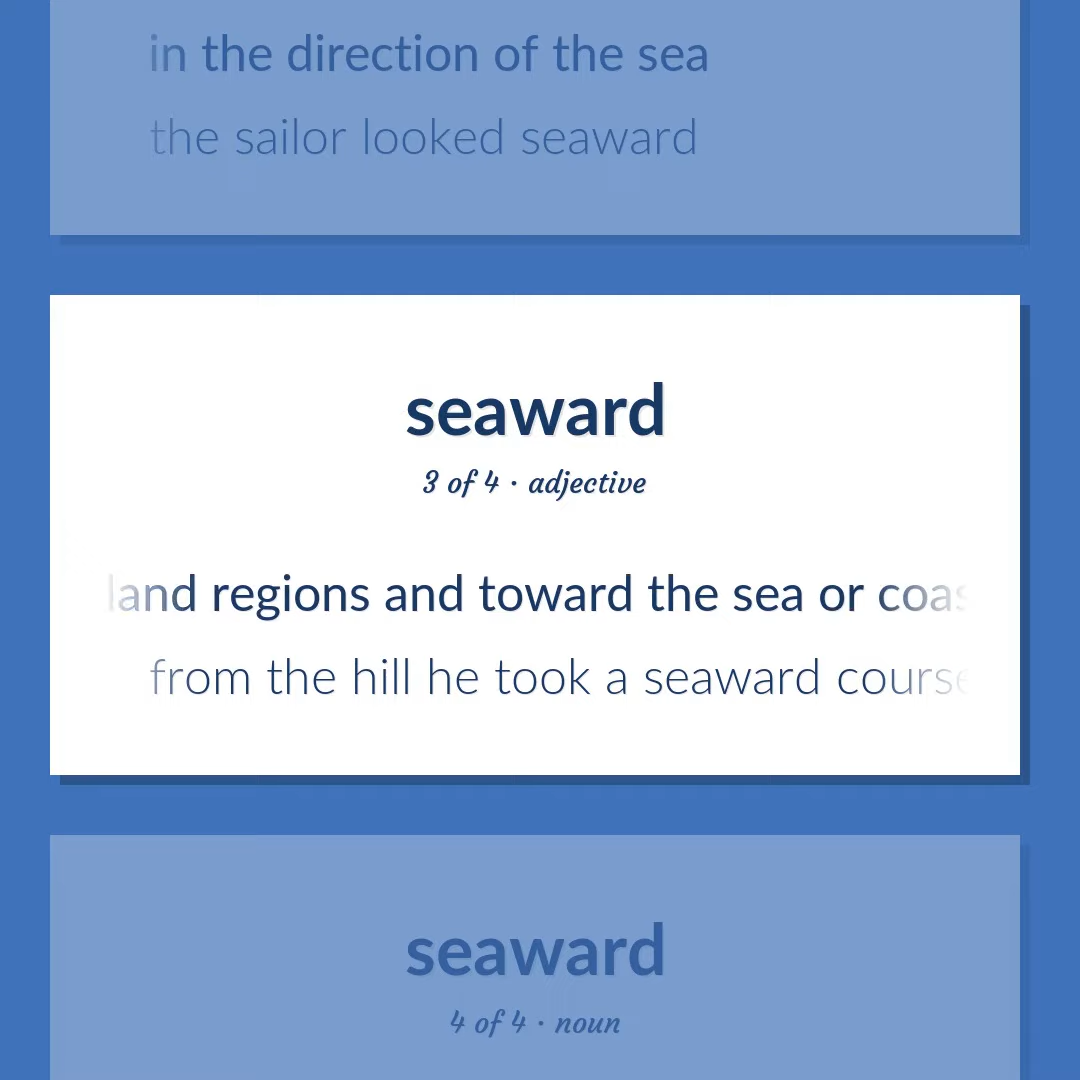 in the direction of the sea
the sailor looked seaward
seaward
3 of 4 · adjective
land regions and toward the sea or
from the hill he took a seaward course
seaward
4 of 4 · noun